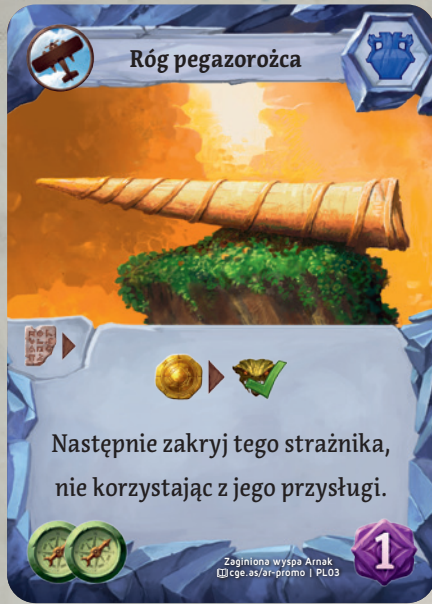 Róg pegazorożca
Następnie zakryj tego strażnika,
nie korzystając z jego przysługi.
Zaginiona wyspa Arnak
cge.as/ar-promo | PL03
1